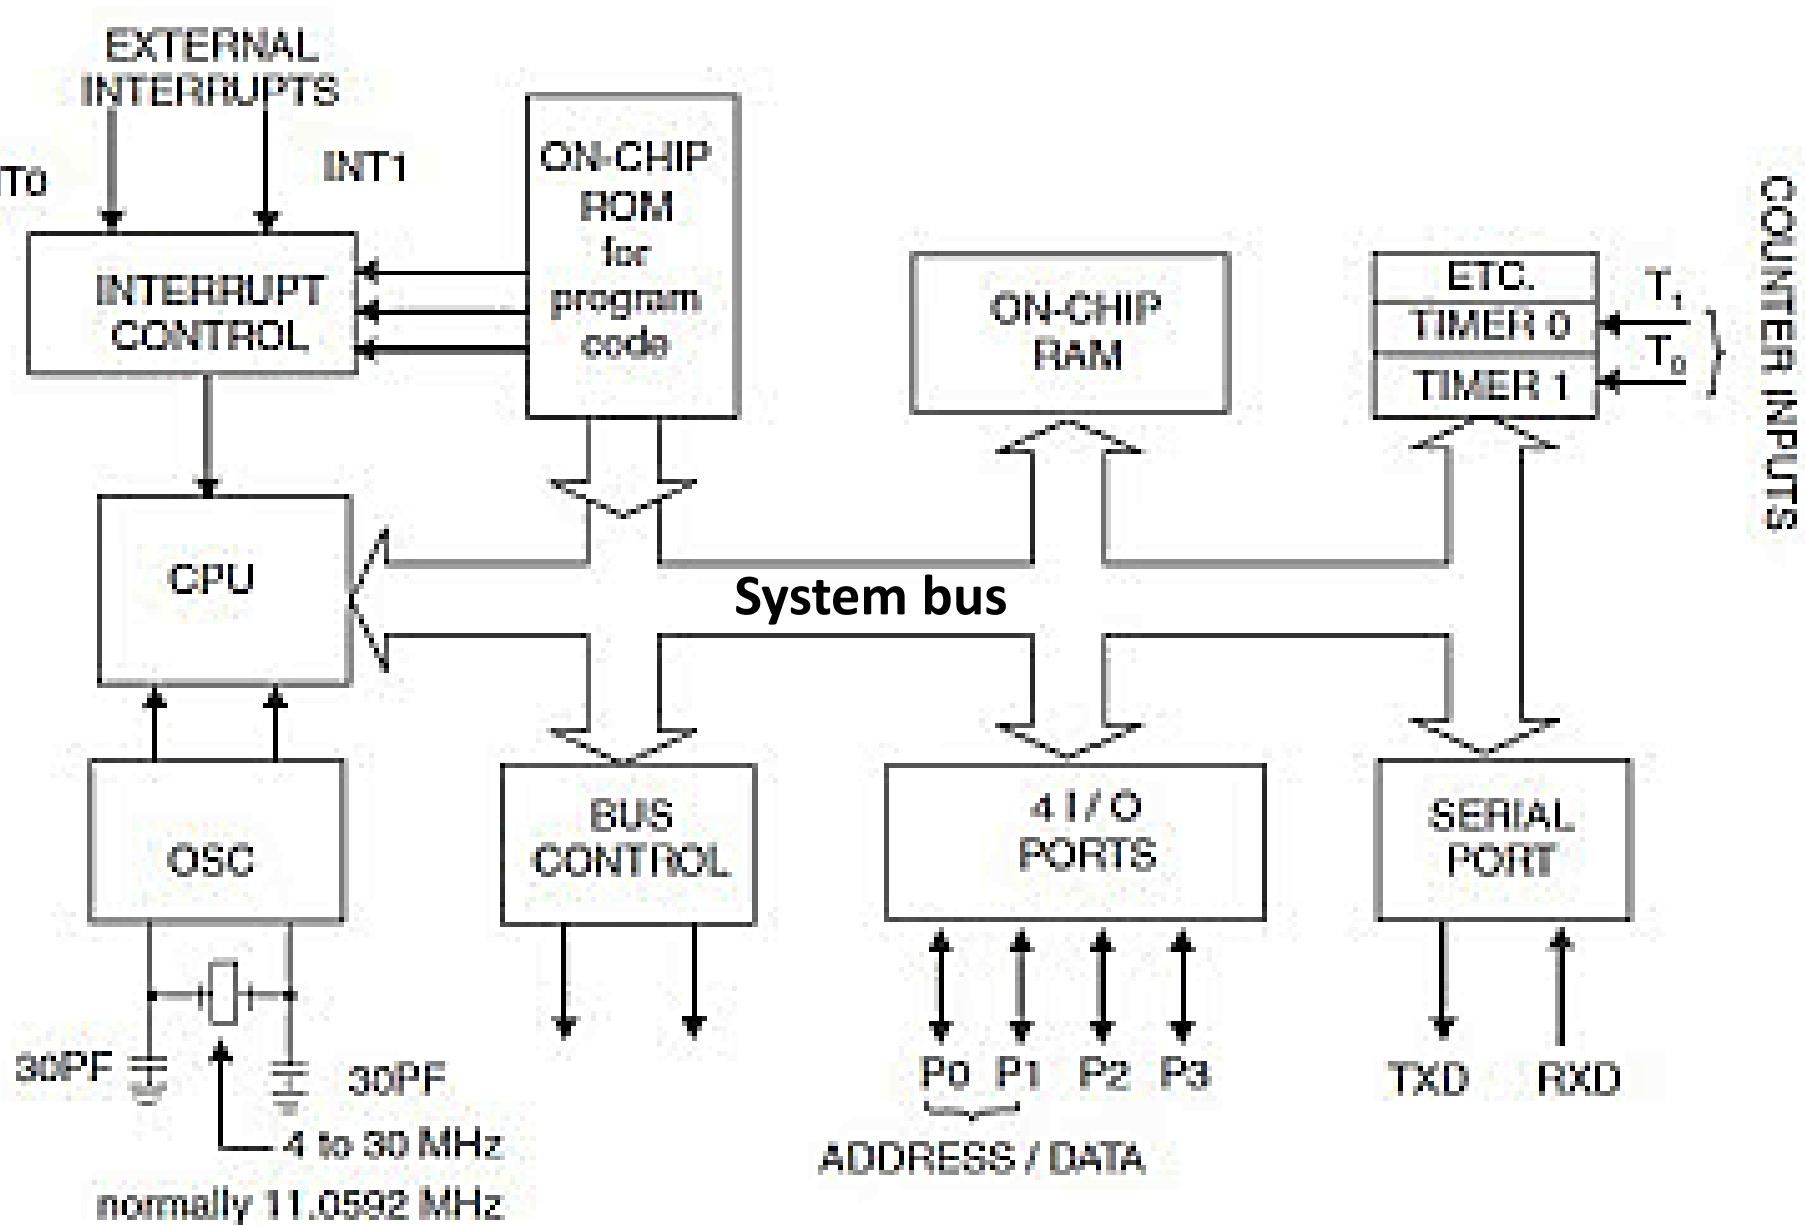 EXTERNAL
INTERRUPTS
INT1
INTERRUPT
CONTROL
ON-CHIP
ROM
for
program
code
ON-CHIP
RAM
ETC.
TIMER 0
TIMER 1
T1
T0
COUNTER INPUTS
CPU
System bus
OSC
BUS
CONTROL
4 I / O
PORTS
SERIAL
PORT
30PF
30PF
P0 P1 P2 P3
TXD RXD
ADDRESS / DATA
4 to 30 MHz
normally 11.0592 MHz